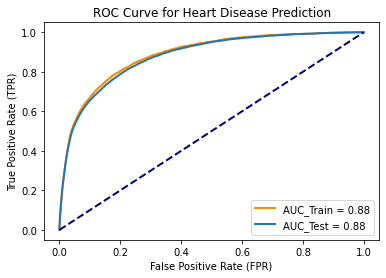 ROC Curve for Heart Disease Prediction
True Positive Rate (TPR)
1.0
0.8
0.6
0.4
0.2
0.0
AUC_Train = 0.88
AUC_Test = 0.88
0.0 0.2 0.4 0.6 0.8 1.0
False Positive Rate (FPR)